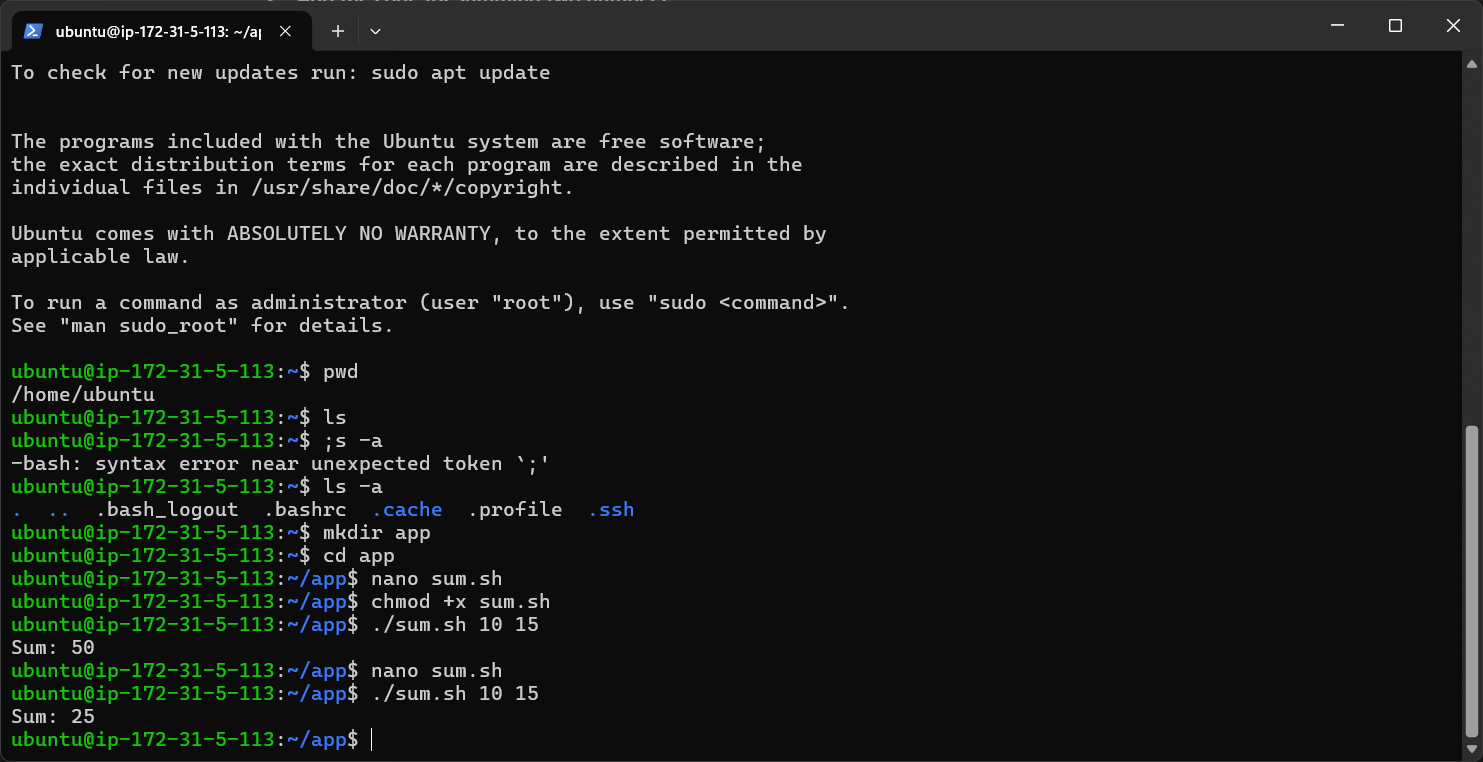 ubuntu@ip-172-31-5-113: ~/ap
To check for new updates run: sudo apt update
The programs included with the Ubuntu system are free software;
the exact distribution terms for each program are described in the
individual files in /usr/share/doc/*/copyright.
Ubuntu comes with ABSOLUTELY NO WARRANTY, to the extent permitted by
applicable law.
To run a command as administrator (user "root"), use "sudo <command>".
See "man sudo_root" for details.
ubuntu@ip-172-31-5-113:~$ pwd
/home/ubuntu
ubuntu@ip-172-31-5-113:~$ ls
ubuntu@ip-172-31-5-113:~$ ;s -a
-bash: syntax error near unexpected token `;'
ubuntu@ip-172-31-5-113:~$ ls -a
.  ..  .bash_logout  .bashrc  .cache  .profile  .ssh
ubuntu@ip-172-31-5-113:~$ mkdir app
ubuntu@ip-172-31-5-113:~$ cd app
ubuntu@ip-172-31-5-113:~/app$ nano sum.sh
ubuntu@ip-172-31-5-113:~/app$ chmod +x sum.sh
ubuntu@ip-172-31-5-113:~/app$ ./sum.sh 10 15
Sum: 50
ubuntu@ip-172-31-5-113:~/app$ nano sum.sh
ubuntu@ip-172-31-5-113:~/app$ ./sum.sh 10 15
Sum: 25
ubuntu@ip-172-31-5-113:~/app$